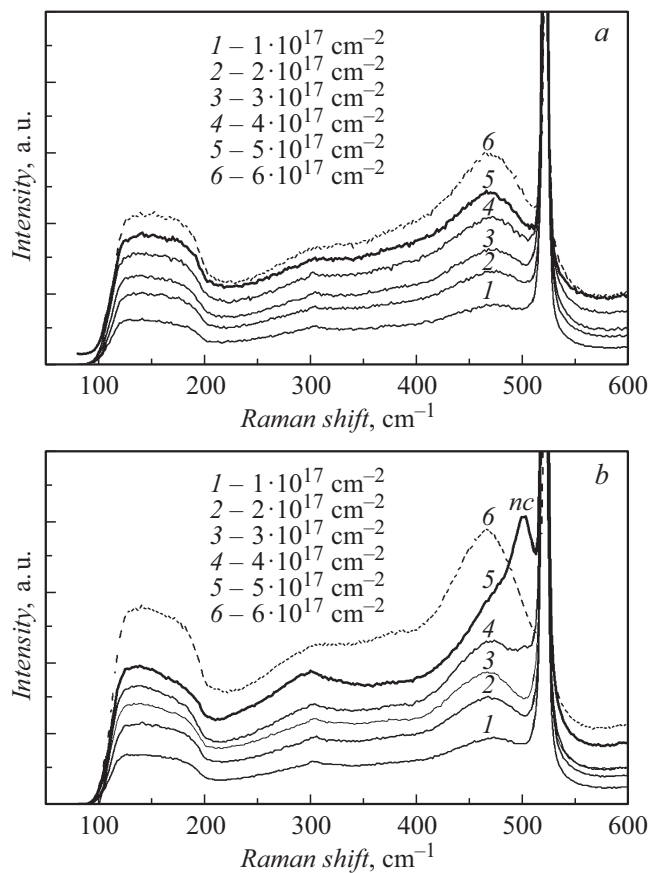 a
1 – 1·10¹⁷ cm⁻²
2 – 2·10¹⁷ cm⁻²
3 – 3·10¹⁷ cm⁻²
4 – 4·10¹⁷ cm⁻²
5 – 5·10¹⁷ cm⁻²
6 – 6·10¹⁷ cm⁻²
6
5
4
3
2
1
Intensity, a. u.
100 200 300 400 500 600
Raman shift, cm⁻¹
b
1 – 1·10¹⁷ cm⁻²
2 – 2·10¹⁷ cm⁻²
3 – 3·10¹⁷ cm⁻²
4 – 4·10¹⁷ cm⁻²
5 – 5·10¹⁷ cm⁻²
6 – 6·10¹⁷ cm⁻²
nc
6
5
4
3
2
1
Intensity, a. u.
100 200 300 400 500 600
Raman shift, cm⁻¹